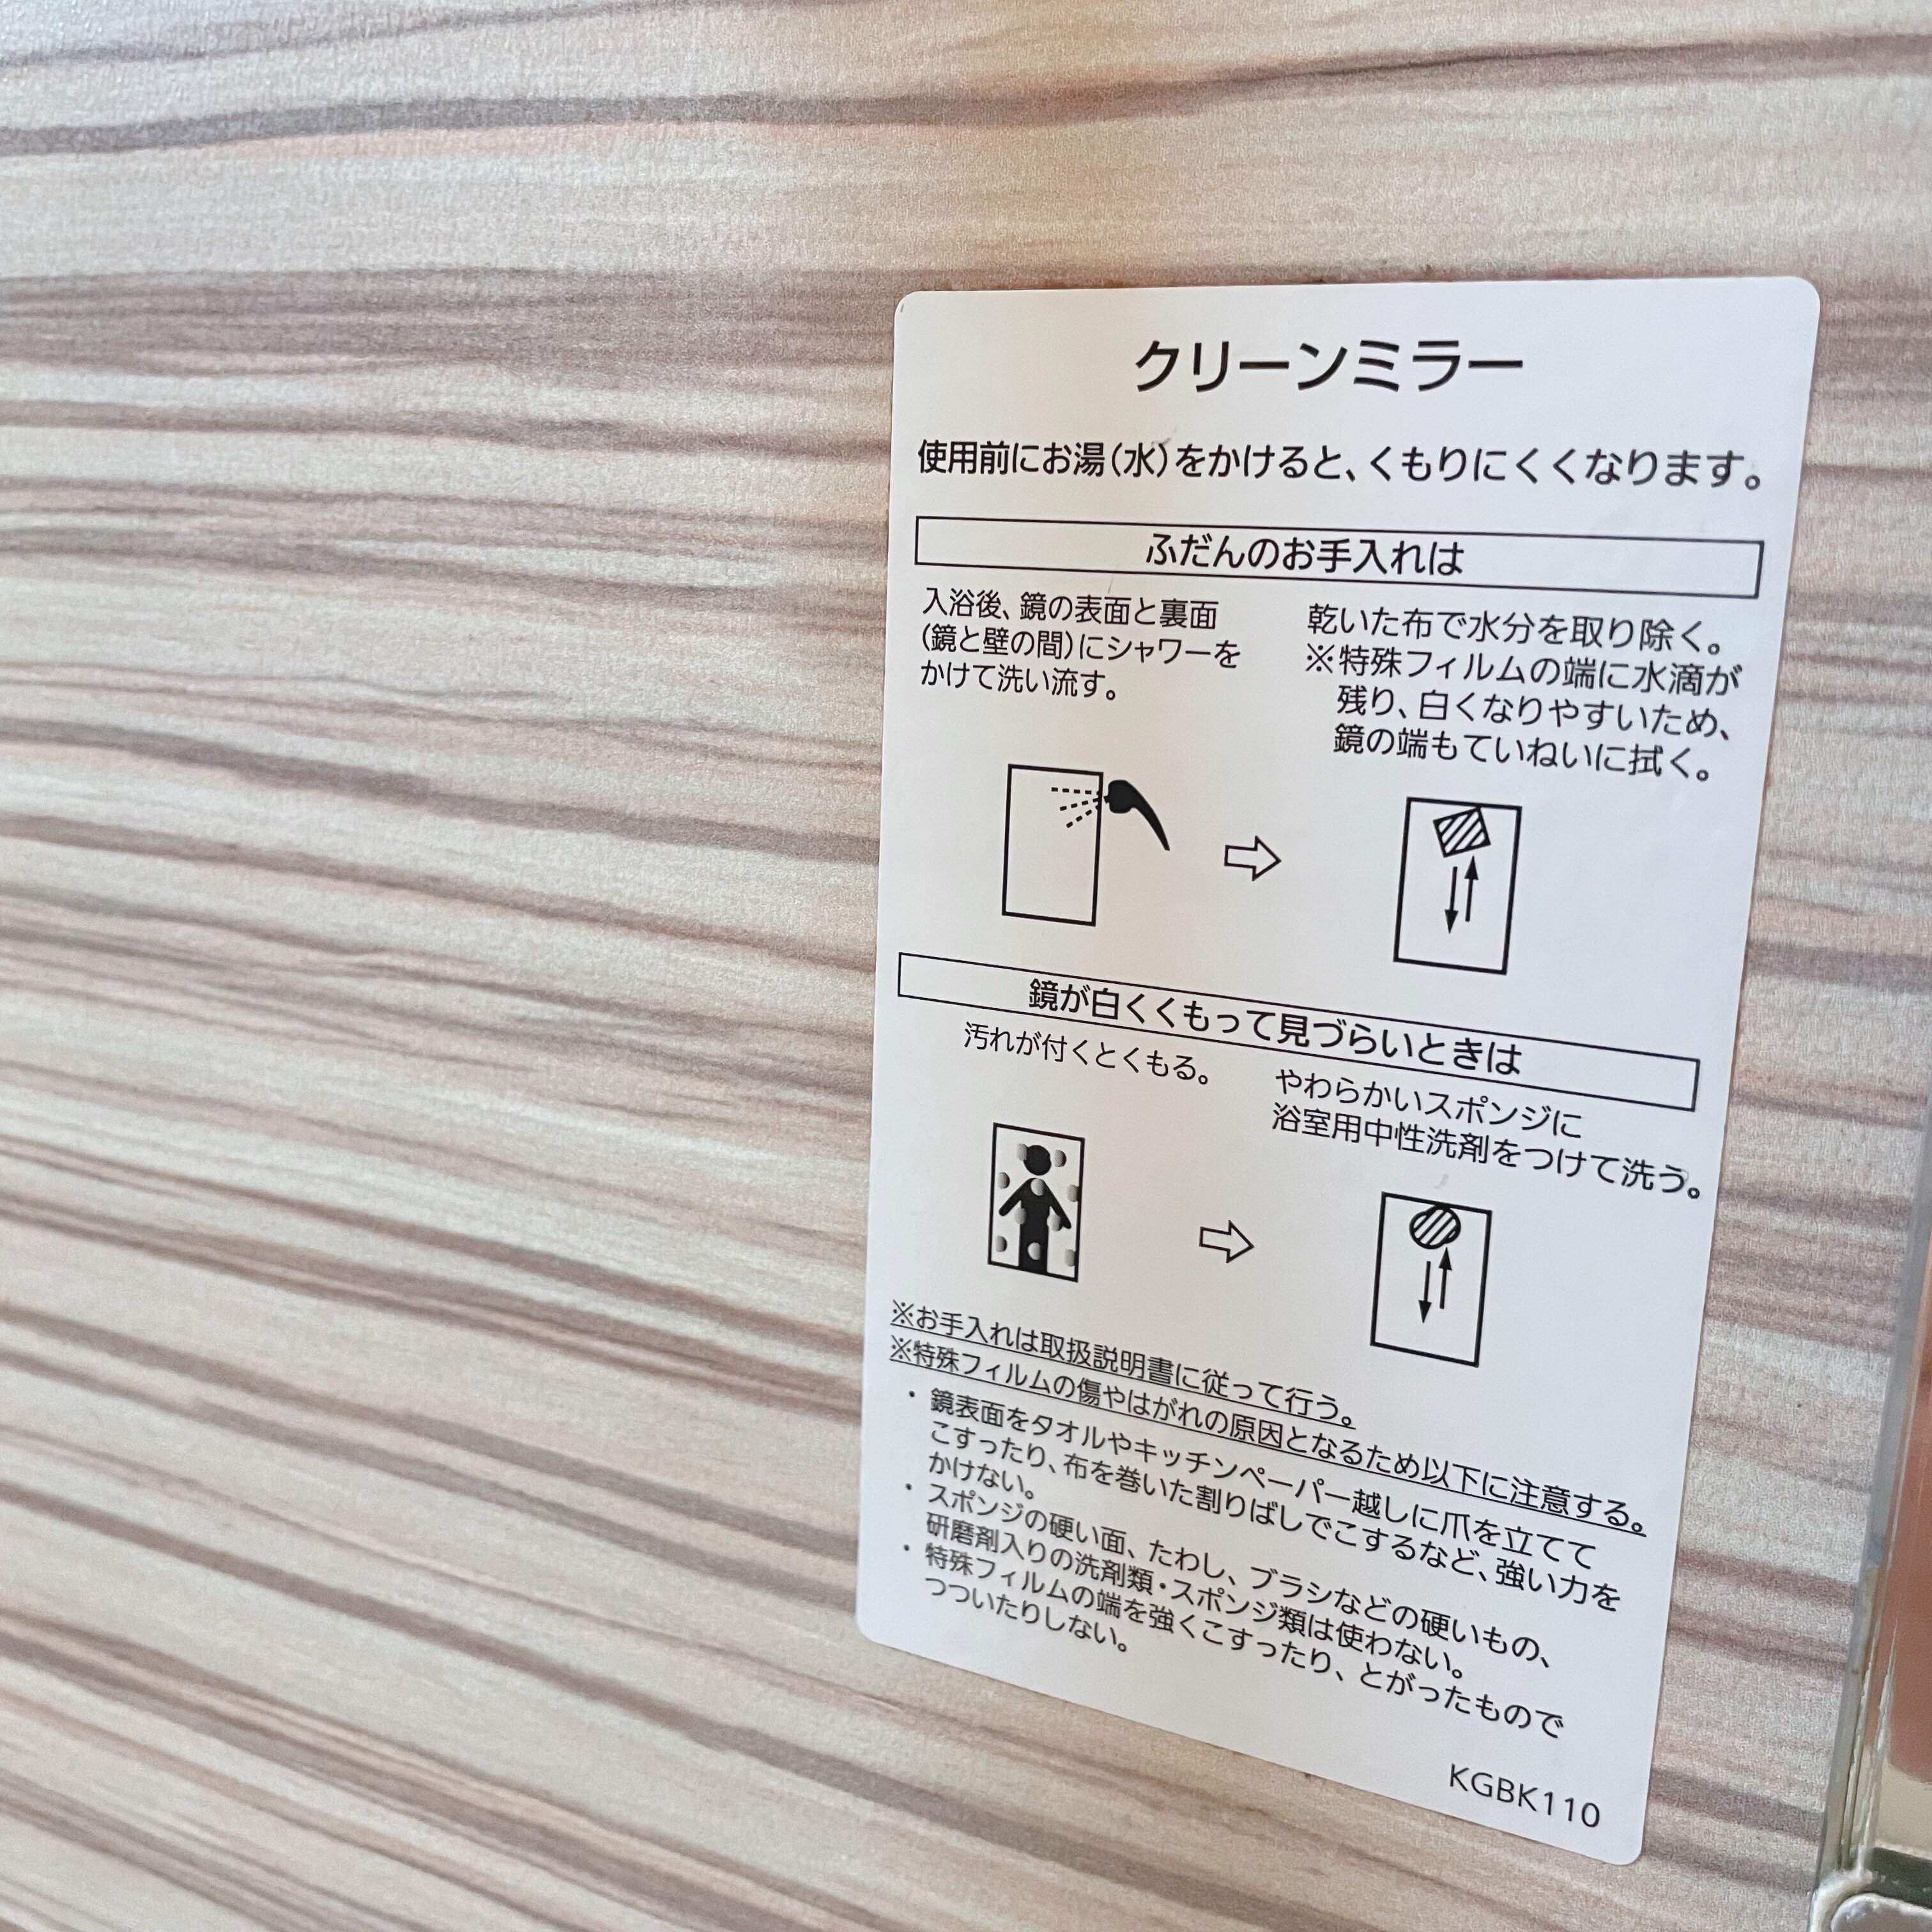 クリーンミラー
使用前にお湯(水)をかけると、くもりにくくなります。
ふだんのお手入れは
入浴後、鏡の表面と裏面
(鏡と壁の間)にシャワーを
かけて洗い流す。
乾いた布で水分を取り除く。
※特殊フィルムの端に水滴が
残り、白くなりやすいため、
鏡の端もていねいに拭く。
鏡が白くくもって見づらいときは
汚れが付くとくもる。
やわらかいスポンジに
浴室用中性洗剤をつけて洗う。
※お手入れは取扱説明書に従って行う。
※特殊フィルムの傷やはがれの原因となるため以下に注意する。
・鏡表面をタオルやキッチンペーパー越しに爪を立てて
こすったり、布を巻いた割りばしでこするなど、強い力を
かけない。
・スポンジの硬い面、たわし、ブラシなどの硬いもの、
研磨剤入りの洗剤類・スポンジ類は使わない。
・特殊フィルムの端を強くこすったり、とがったもので
つついたりしない。
KGBK110